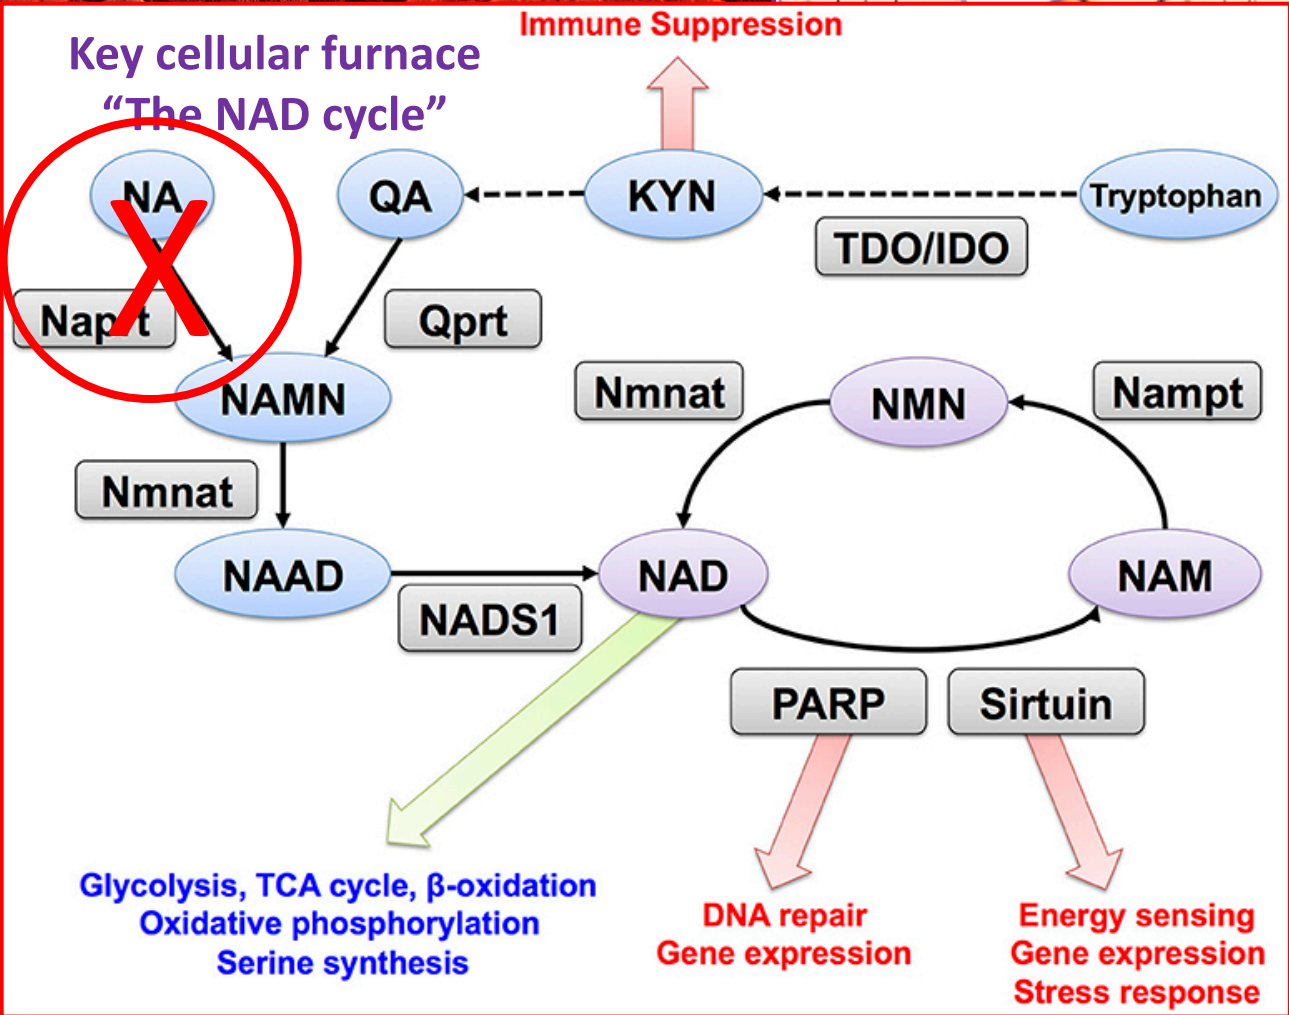 Immune Suppression
Key cellular furnace
“The NAD cycle”
NA
QA
KYN
Tryptophan
TDO/IDO
Naprt
X
Qprt
NAMN
Nmnat
NMN
Nampt
Nmnat
NAAD
NAD
NAM
NADS1
PARP
Sirtuin
Glycolysis, TCA cycle, β-oxidation
Oxidative phosphorylation
Serine synthesis
DNA repair
Gene expression
Energy sensing
Gene expression
Stress response